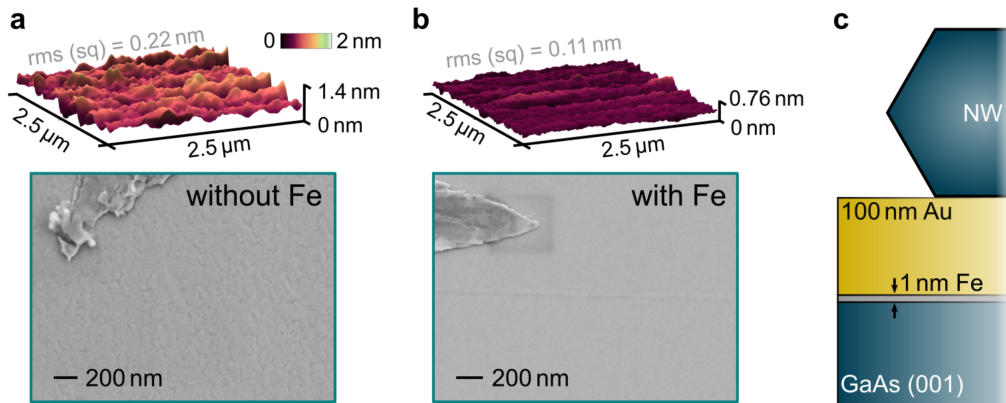 a
rms (sq) = 0.22 nm
0 2 nm
1.4 nm
0 nm
2.5 µm
2.5 µm
without Fe
200 nm
b
rms (sq) = 0.11 nm
0.76 nm
0 nm
2.5 µm
2.5 µm
with Fe
200 nm
c
NW
100 nm Au
1 nm Fe
GaAs (001)